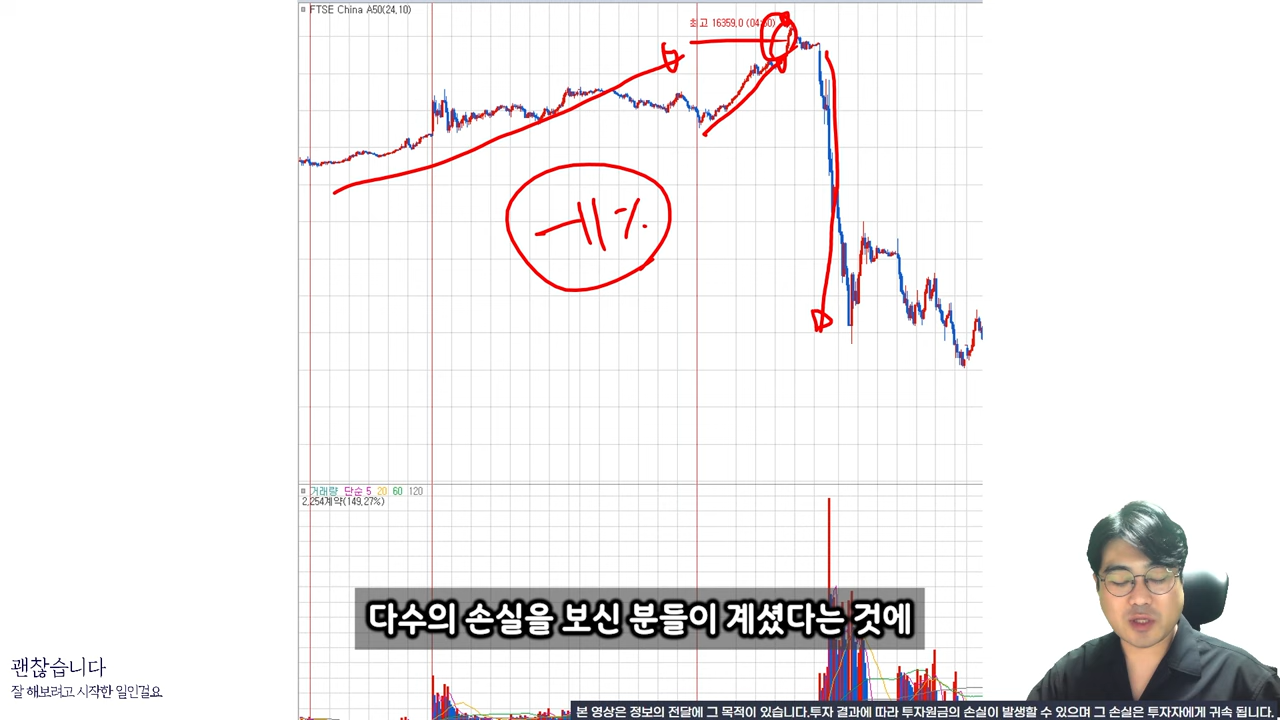 FTSE China A50(24,10)
최고 16359,0 (04:00)
-11%
거래량 단순 5 20 60 120
2,254계약(149,27%)
다수의 손실을 보신 분들이 계셨다는 것에
괜찮습니다
잘 해보려고 시작한 일인걸요
본 영상은 정보의 전달에 그 목적이 있습니다.투자 결과에 따라 투자원금의 손실이 발생할 수 있으며 그 손실은 투자자에게 귀속 됩니다.